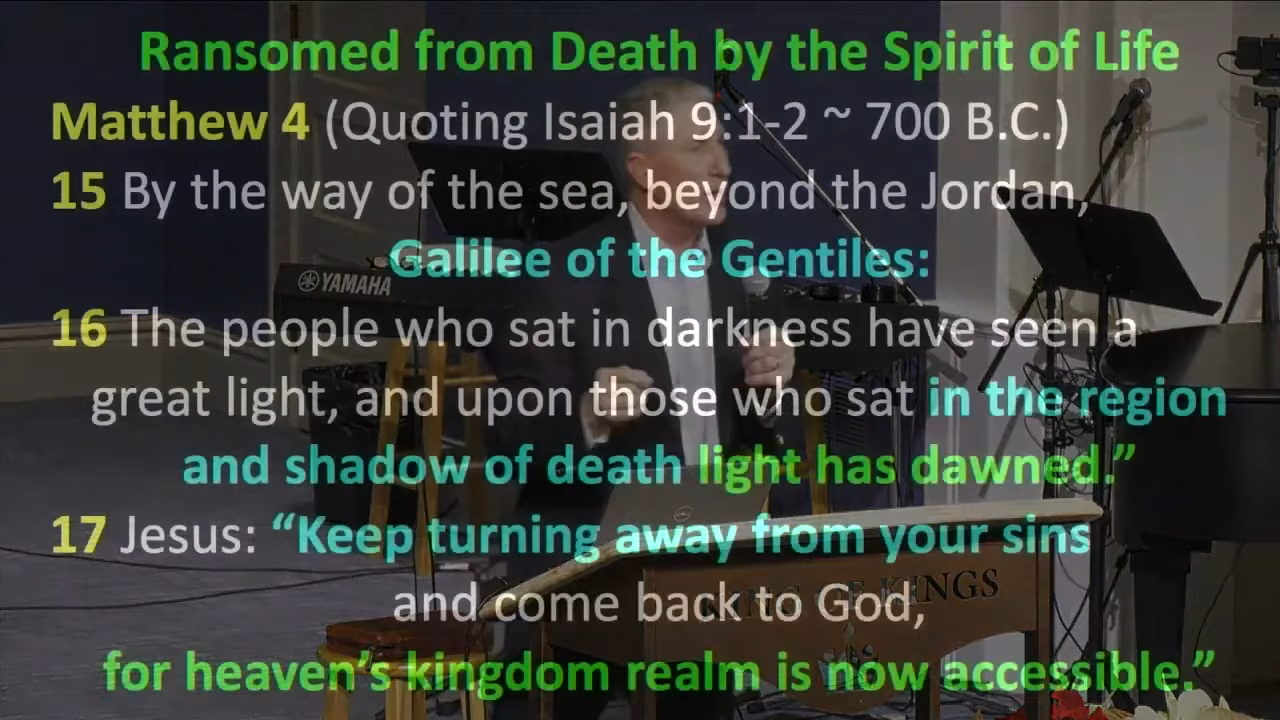 Ransomed from Death by the Spirit of Life
Matthew 4 (Quoting Isaiah 9:1-2 ~ 700 B.C.)
15 By the way of the sea, beyond the Jordan,
Galilee of the Gentiles:
YAMAHA
16 The people who sat in darkness have seen a
great light, and upon those who sat in the region
and shadow of death light has dawned.”
17 Jesus: “Keep turning away from your sins
and come back to God,
KING OF KINGS
for heaven’s kingdom realm is now accessible.”